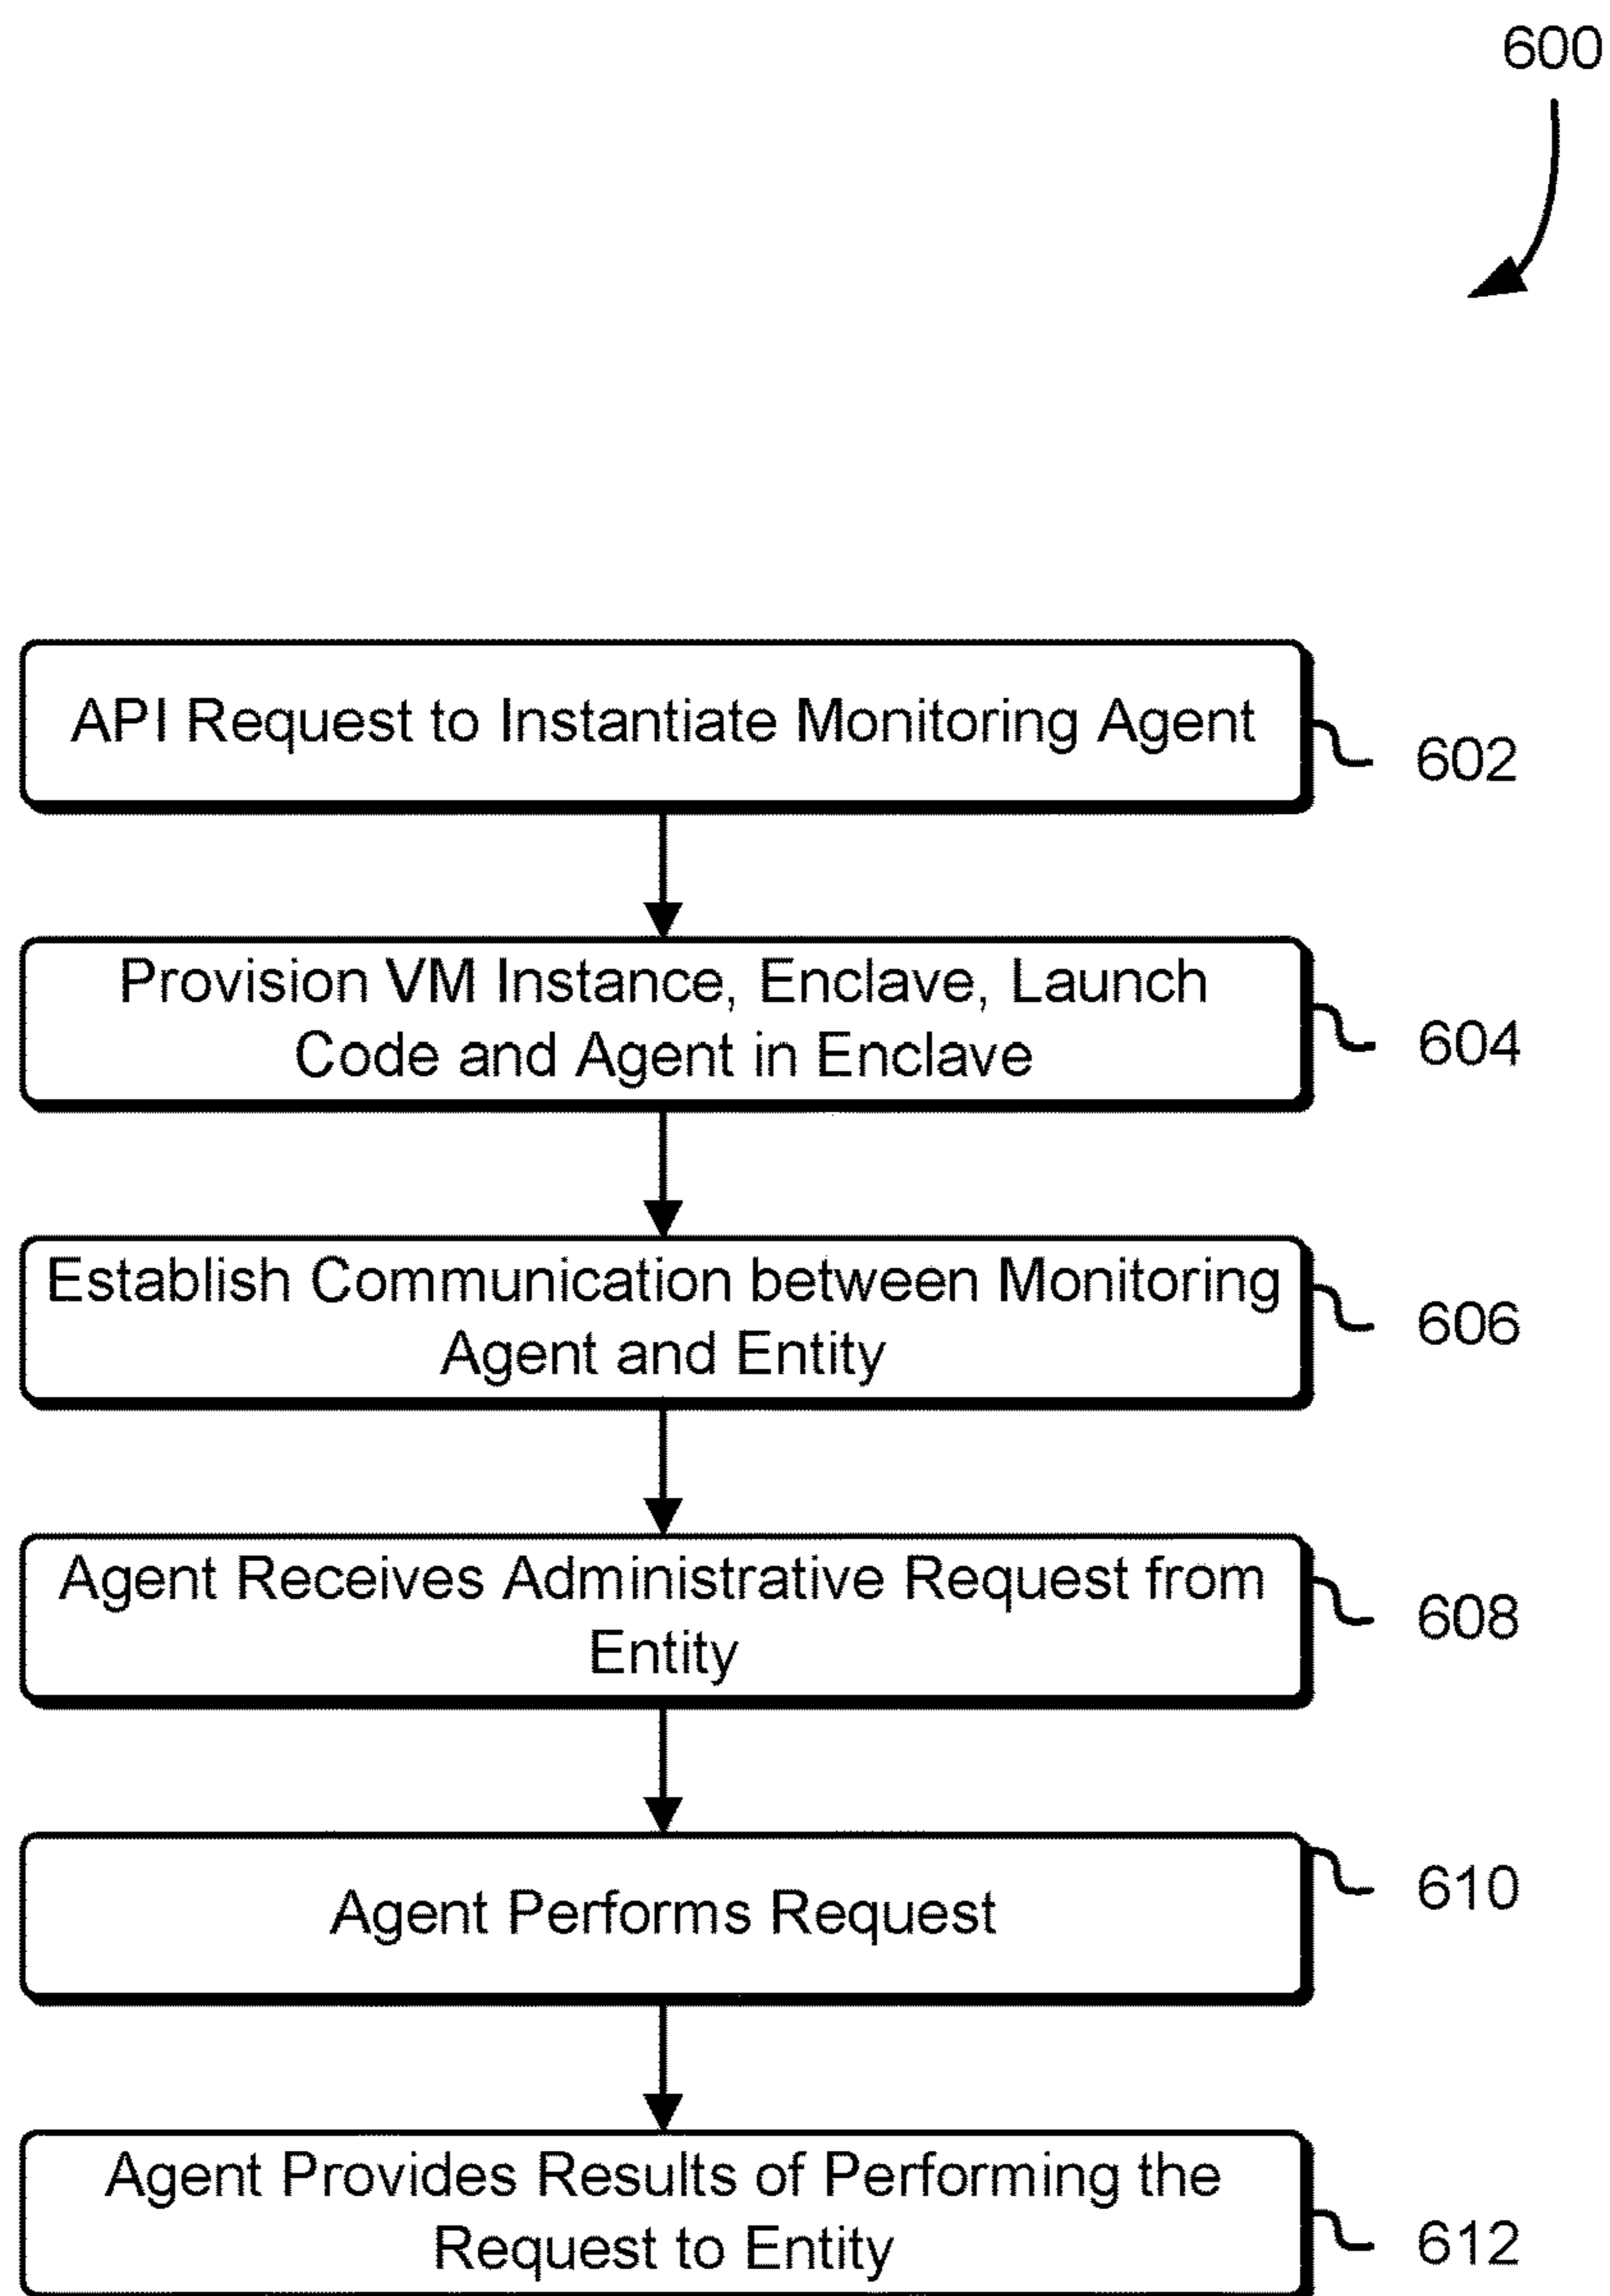 600
API Request to Instantiate Monitoring Agent
602
Provision VM Instance, Enclave, Launch
Code and Agent in Enclave
604
Establish Communication between Monitoring
Agent and Entity
606
Agent Receives Administrative Request from
Entity
608
Agent Performs Request
610
Agent Provides Results of Performing the
Request to Entity
612